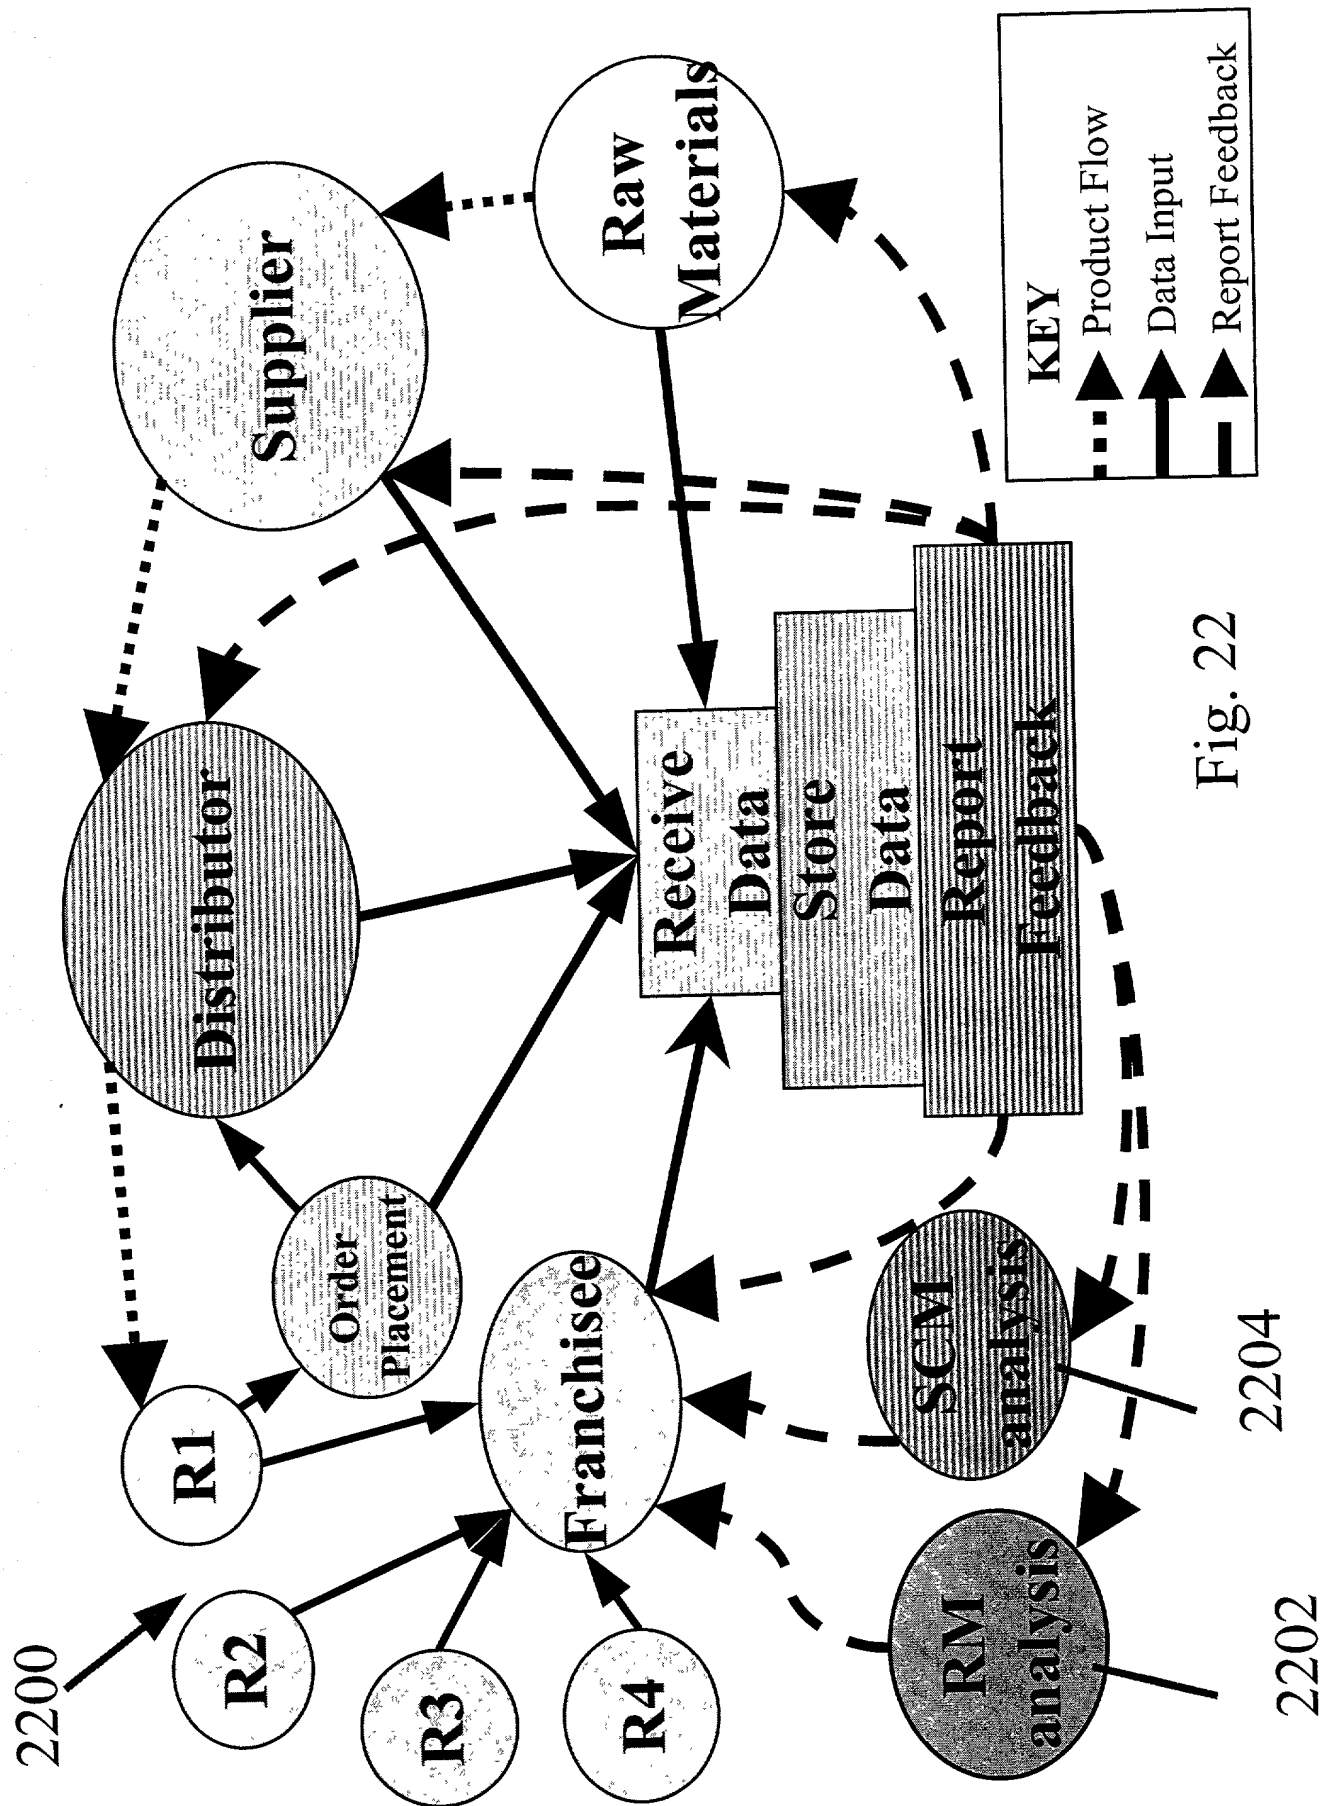 2200
R1
R2
R3
R4
Order
Placement
Distributor
Supplier
Raw
Materials
Franchisee
Receive
Data
Store
Data
Report
Feedback
SCM
analysis
RM
analysis
2202
2204
Fig. 22
KEY
Product Flow
Data Input
Report Feedback